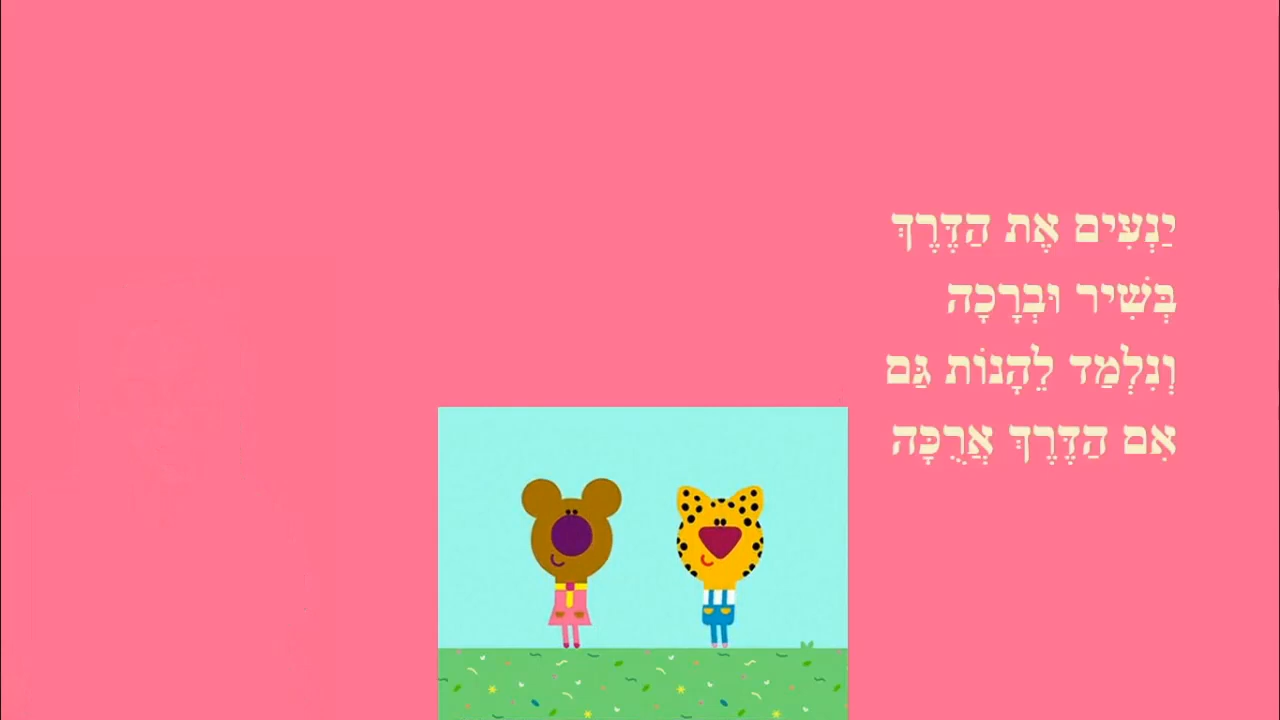 יַנְעִים אֶת הַדֶּרֶךְ
בְּשִׁיר וּבְרָכָה
וְנִלְמַד לֵהָנוֹת גַּם
אִם הַדֶּרֶךְ אֲרֻכָּה